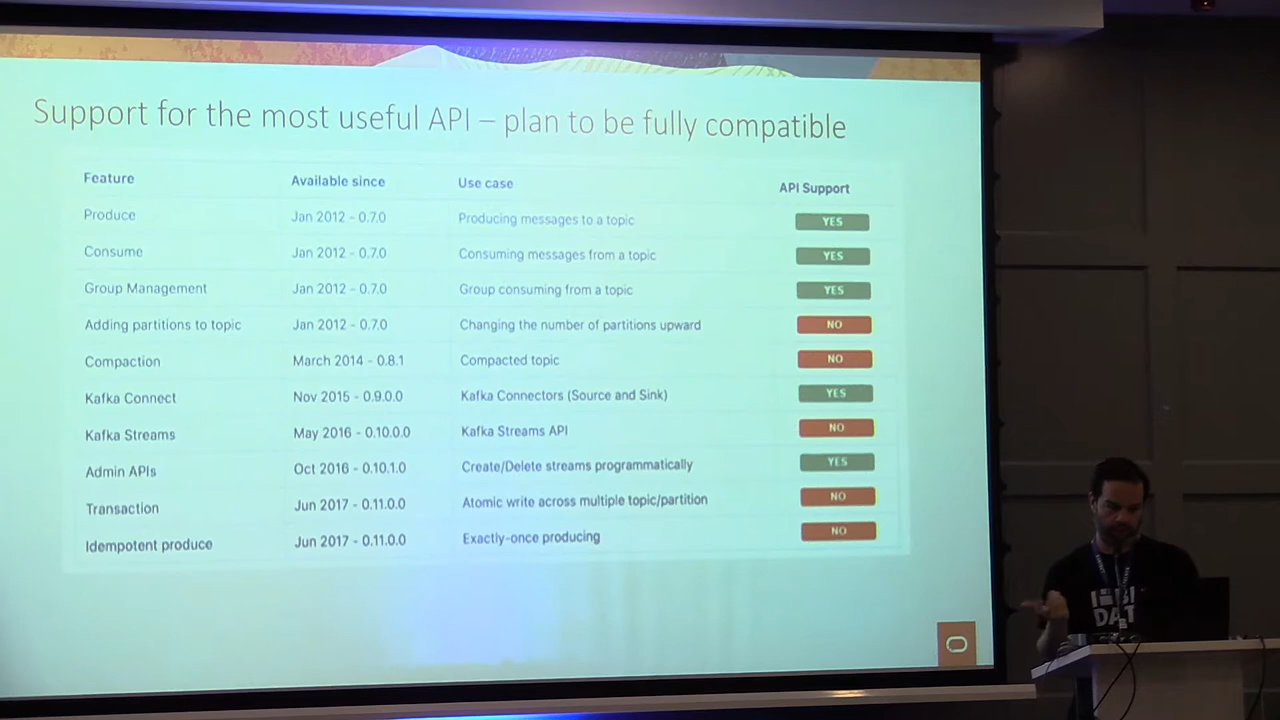 Support for the most useful API – plan to be fully compatible
Feature Available since Use case API Support
Produce Jan 2012 - 0.7.0 Producing messages to a topic YES
Consume Jan 2012 - 0.7.0 Consuming messages from a topic YES
Group Management Jan 2012 - 0.7.0 Group consuming from a topic YES
Adding partitions to topic Jan 2012 - 0.7.0 Changing the number of partitions upward NO
Compaction March 2014 - 0.8.1 Compacted topic NO
Kafka Connect Nov 2015 - 0.9.0.0 Kafka Connectors (Source and Sink) YES
Kafka Streams May 2016 - 0.10.0.0 Kafka Streams API NO
Admin APIs Oct 2016 - 0.10.1.0 Create/Delete streams programmatically YES
Transaction Jun 2017 - 0.11.0.0 Atomic write across multiple topic/partition NO
Idempotent produce Jun 2017 - 0.11.0.0 Exactly-once producing NO